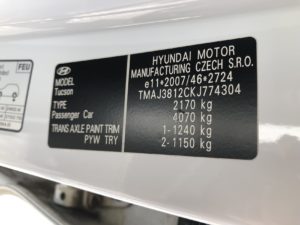 FEU
MODEL
Tucson
TYPE
Passenger Car
TRANS AXLE PAINT TRIM
PYW TRY
HYUNDAI MOTOR
MANUFACTURING CZECH S.R.O.
e11*2007/46*2724
TMAJ3812CKJ774304
2170 kg
4070 kg
1-1240 kg
2-1150 kg